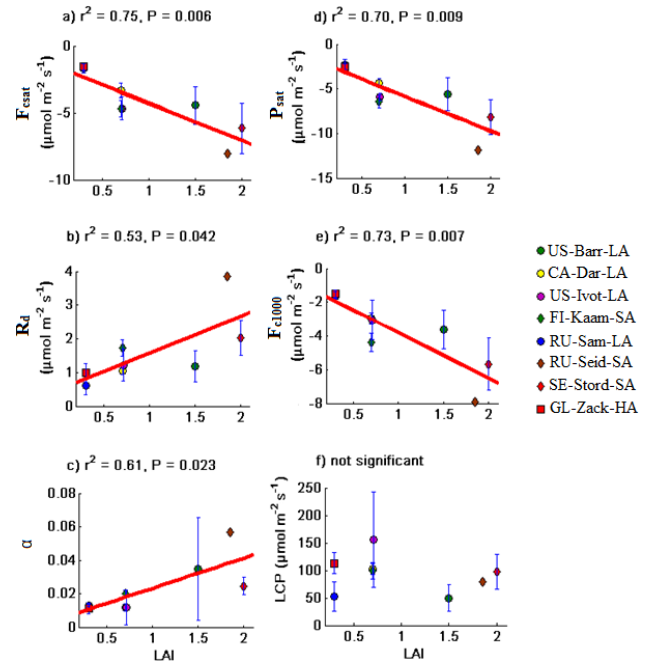 a) r² = 0.75, P = 0.006
F_csat
(μmol m⁻² s⁻¹)
0
-5
-10
0.5 1 1.5 2
d) r² = 0.70, P = 0.009
P_sat
(μmol m⁻² s⁻¹)
0
-5
-10
-15
0.5 1 1.5 2
b) r² = 0.53, P = 0.042
R_d
(μmol m⁻² s⁻¹)
4
3
2
1
0
0.5 1 1.5 2
e) r² = 0.73, P = 0.007
F_c1000
(μmol m⁻² s⁻¹)
0
-2
-4
-6
-8
0.5 1 1.5 2
US-Barr-LA
CA-Dar-LA
US-Ivot-LA
FI-Kaam-SA
RU-Sam-LA
RU-Seid-SA
SE-Stord-SA
GL-Zack-HA
c) r² = 0.61, P = 0.023
α
0.08
0.06
0.04
0.02
0
0.5 1 1.5 2
LAI
f) not significant
LCP (μmol m⁻² s⁻¹)
250
200
150
100
50
0
0.5 1 1.5 2
LAI